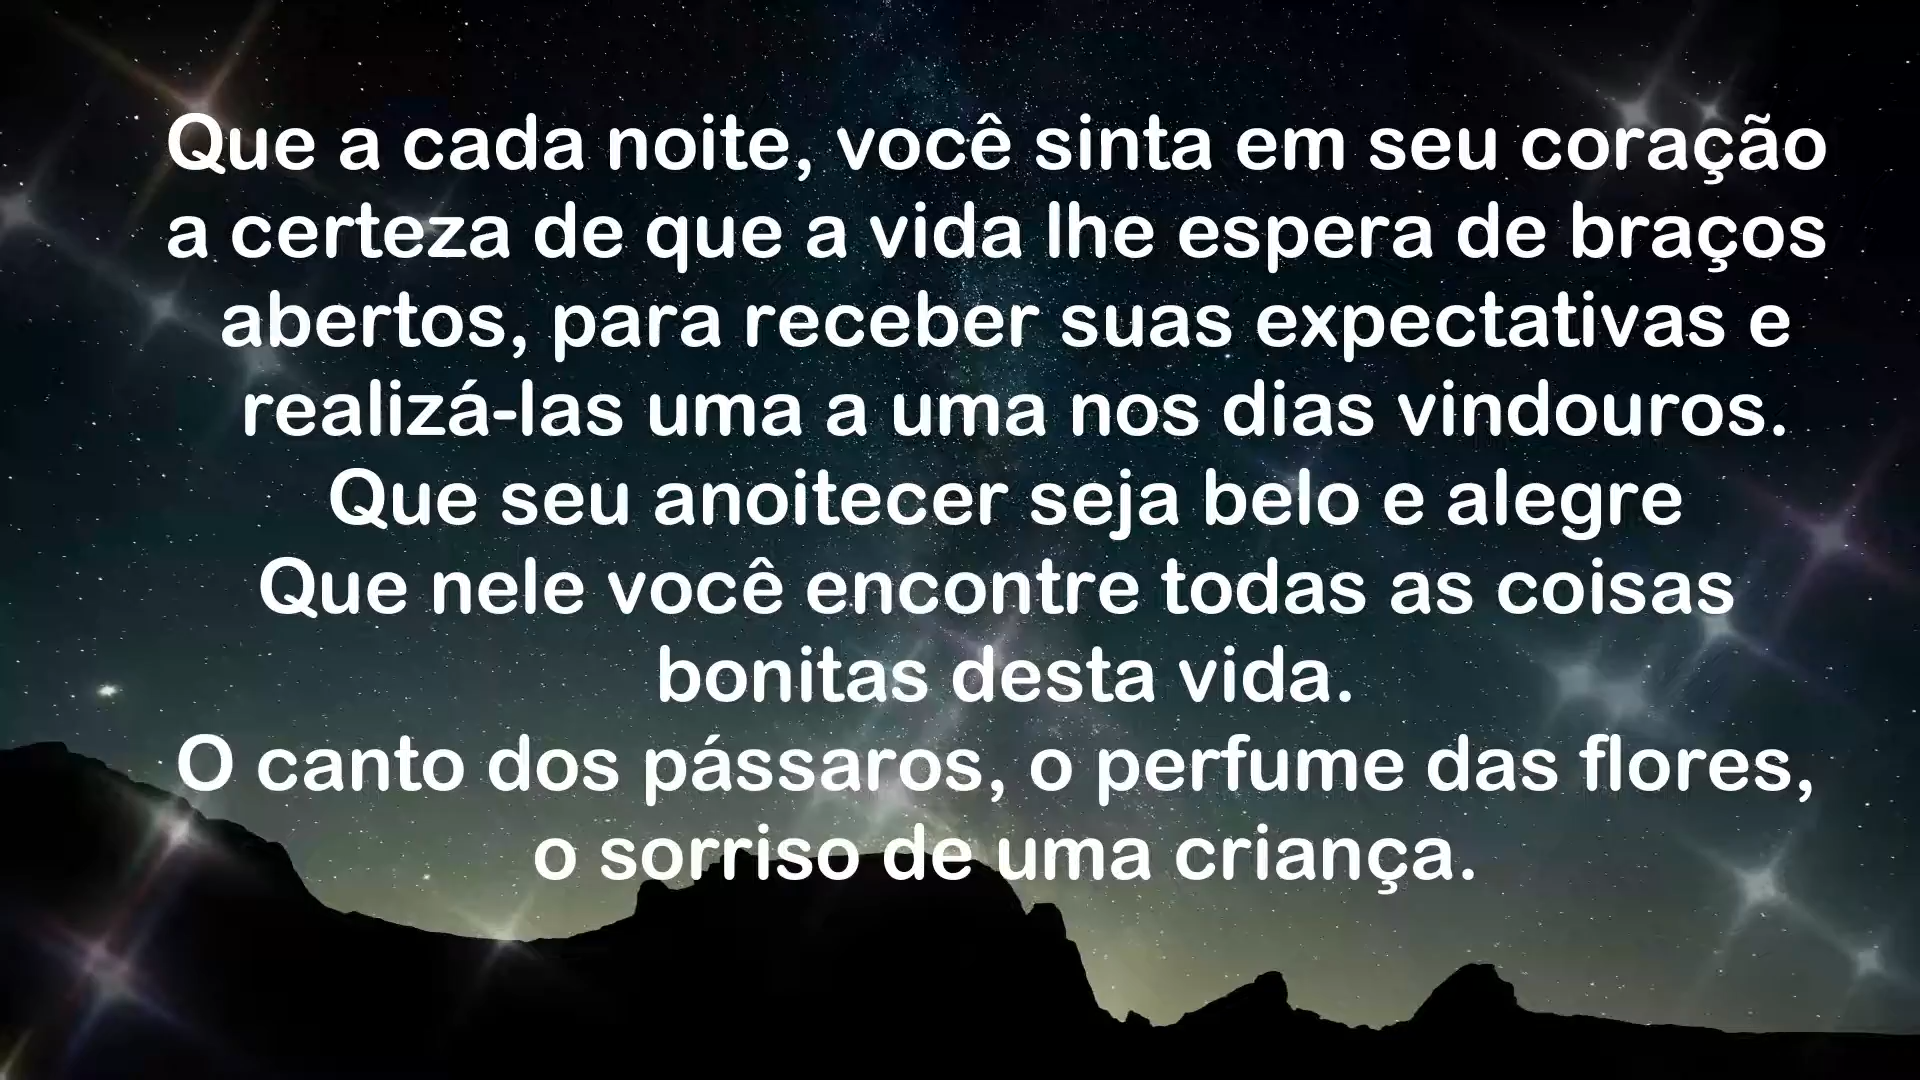 Que a cada noite, você sinta em seu coração
a certeza de que a vida lhe espera de braços
abertos, para receber suas expectativas e
realizá-las uma a uma nos dias vindouros.
Que seu anoitecer seja belo e alegre
Que nele você encontre todas as coisas
bonitas desta vida.
O canto dos pássaros, o perfume das flores,
o sorriso de uma criança.